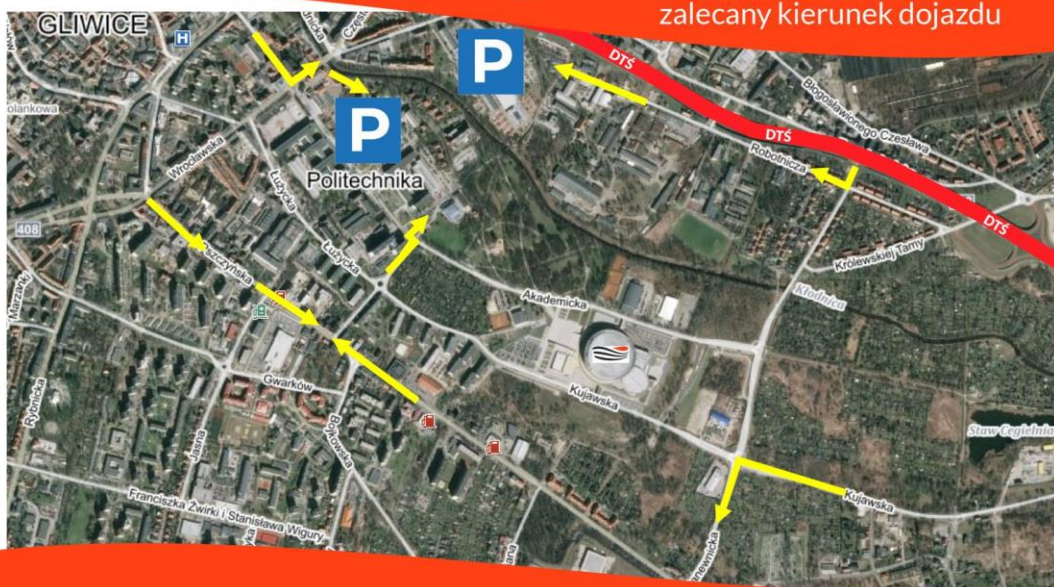 zalecany kierunek dojazdu
GLIWICE
H
P
DTŚ
Błogosławionego Czesława
P
DTŚ
Wrocławska
Robotnicza
Politechnika
Łużycka
DTŚ
408
Łużycka
Królewskiej Tamy
Pszczyńska
Kłodnica
Akademicka
Kujawska
Gwarków
Rybnicka
Jasna
Staw Cegielnia
Kujawska
Franciszka Żwirki i Stanisława Wigury